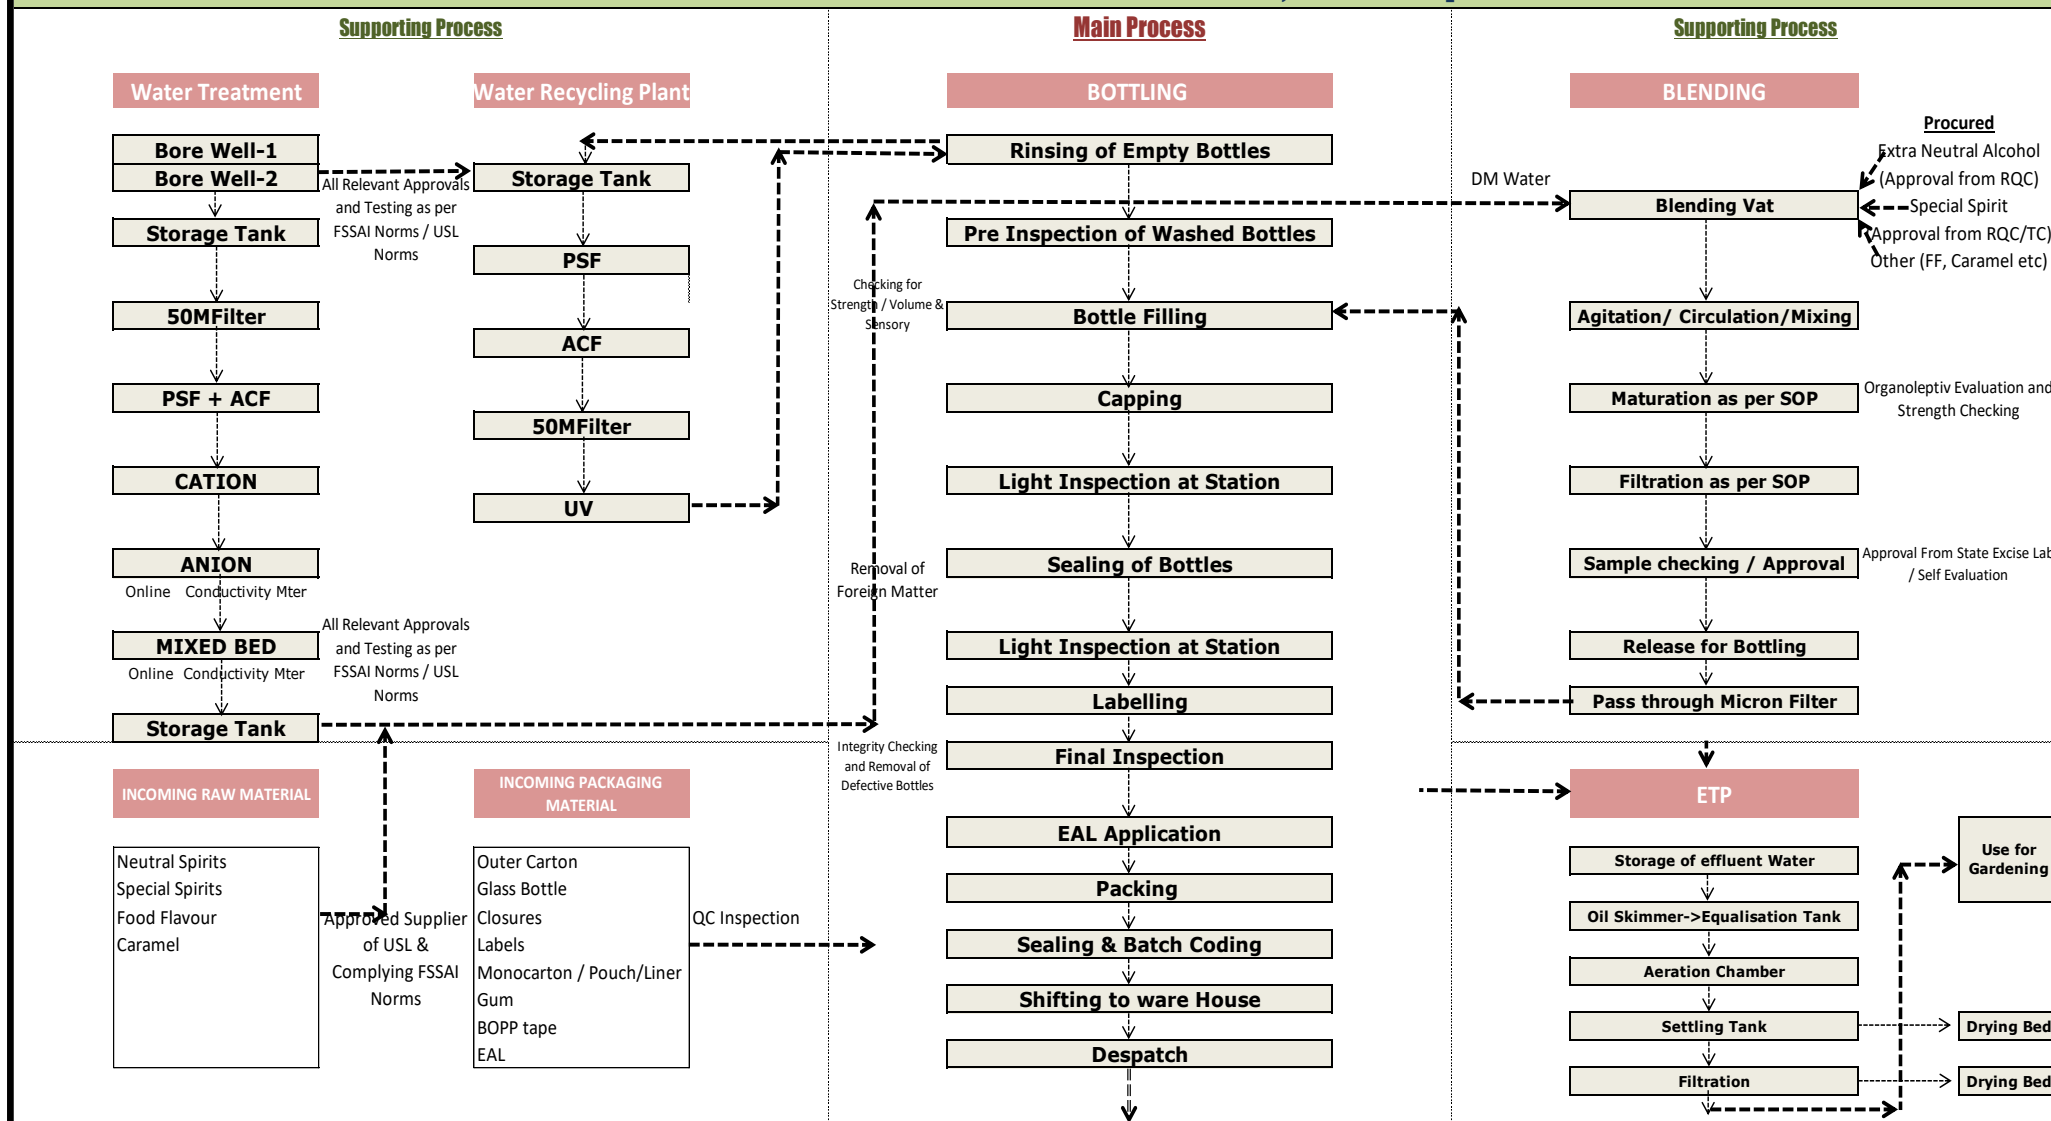 Supporting Process
Main Process
Supporting Process
Water Treatment
Water Recycling Plant
BOTTLING
BLENDING
Bore Well-1
Bore Well-2
All Relevant Approvals
and Testing as per
FSSAI Norms / USL
Norms
Storage Tank
50MFilter
PSF + ACF
CATION
ANION
Online Conductivity Mter
MIXED BED
Online Conductivity Mter
All Relevant Approvals
and Testing as per
FSSAI Norms / USL
Norms
Storage Tank
Storage Tank
PSF
ACF
50MFilter
UV
Rinsing of Empty Bottles
Pre Inspection of Washed Bottles
Checking for
Strength / Volume &
Sensory
Bottle Filling
Capping
Light Inspection at Station
Sealing of Bottles
Removal of
Foreign Matter
Light Inspection at Station
Labelling
Integrity Checking
and Removal of
Defective Bottles
Final Inspection
EAL Application
Packing
Sealing & Batch Coding
Shifting to ware House
Despatch
Procured
Extra Neutral Alcohol
(Approval from RQC)
Special Spirit
(Approval from RQC/TC)
Other (FF, Caramel etc)
DM Water
Blending Vat
Agitation/ Circulation/Mixing
Maturation as per SOP
Organoleptiv Evaluation and
Strength Checking
Filtration as per SOP
Sample checking / Approval
Approval From State Excise Lab
/ Self Evaluation
Release for Bottling
Pass through Micron Filter
INCOMING RAW MATERIAL
Neutral Spirits
Special Spirits
Food Flavour
Caramel
Approved Supplier
of USL &
Complying FSSAI
Norms
INCOMING PACKAGING
MATERIAL
Outer Carton
Glass Bottle
Closures
Labels
Monocarton / Pouch/Liner
Gum
BOPP tape
EAL
QC Inspection
ETP
Storage of effluent Water
Oil Skimmer->Equalisation Tank
Aeration Chamber
Settling Tank
Filtration
Use for
Gardening
Drying Bed
Drying Bed